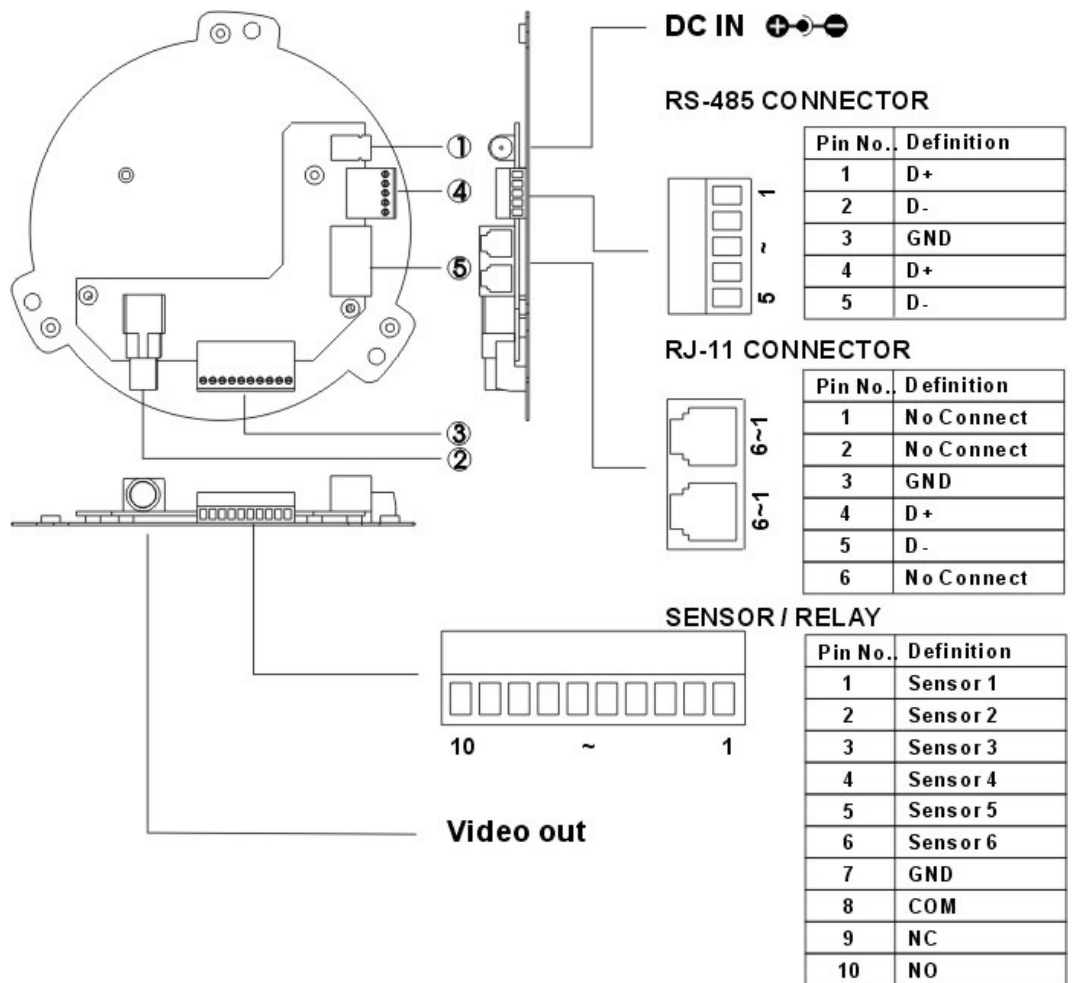 DC IN
①
④
⑤
③
②
RS-485 CONNECTOR
Pin No.. Definition
1 D+
2 D-
3 GND
4 D+
5 D-
1
~
5
RJ-11 CONNECTOR
Pin No.. Definition
1 No Connect
2 No Connect
3 GND
4 D+
5 D-
6 No Connect
6~1
6~1
SENSOR / RELAY
Pin No.. Definition
1 Sensor 1
2 Sensor 2
3 Sensor 3
4 Sensor 4
5 Sensor 5
6 Sensor 6
7 GND
8 COM
9 NC
10 NO
10 ~ 1
Video out